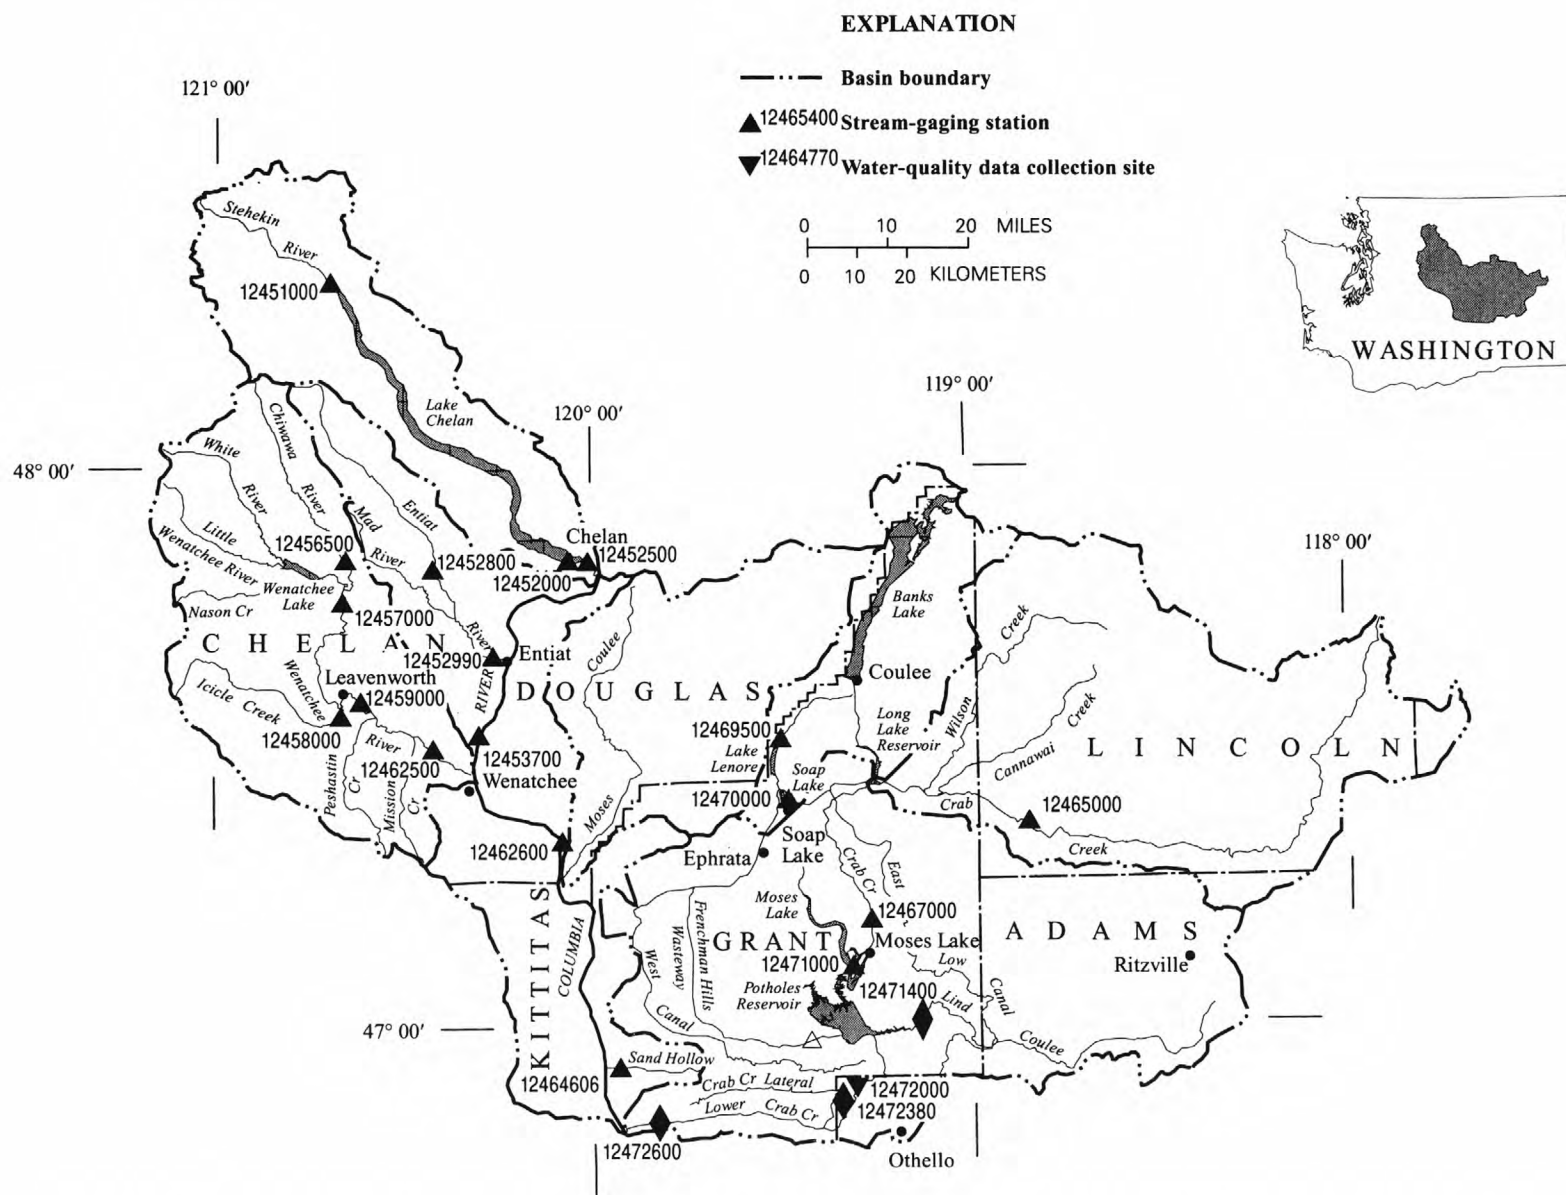 EXPLANATION
Basin boundary
12465400 Stream-gaging station
12464770 Water-quality data collection site
0 10 20 MILES
0 10 20 KILOMETERS
WASHINGTON
121° 00'
120° 00'
119° 00'
118° 00'
48° 00'
47° 00'
Stehekin
River
12451000
Lake
Chelan
Chiwawa
River
White
River
Little
Wenatchee River
Entiat
River
Mad
River
12456500
12452800
Chelan
12452500
12452000
Wenatchee
Lake
Nason Cr
12457000
CHELAN
12452990
Entiat
RIVER
Leavenworth
12459000
Wenatchee
River
Icicle Creek
12458000
12462500
12453700
Wenatchee
Peshastin
Cr
Mission
Cr
12462600
DOUGLAS
Coulee
Moses
Banks
Lake
Coulee
12469500
Lake
Lenore
Long
Lake
Reservoir
Soap
Lake
12470000
Soap
Lake
Ephrata
Wilson
Creek
Cannawai
Creek
LINCOLN
Crab
Creek
12465000
Crab Cr
East
12467000
Moses
Lake
GRANT
Moses Lake
12471000
Potholes
Reservoir
12471400
Frenchman Hills
Wasteway
West
Canal
KITTITAS
COLUMBIA
ADAMS
Ritzville
Low
Canal
Lind
Coulee
Sand Hollow
12464606
Crab Cr Lateral
Lower Crab Cr
12472000
12472380
12472600
Othello